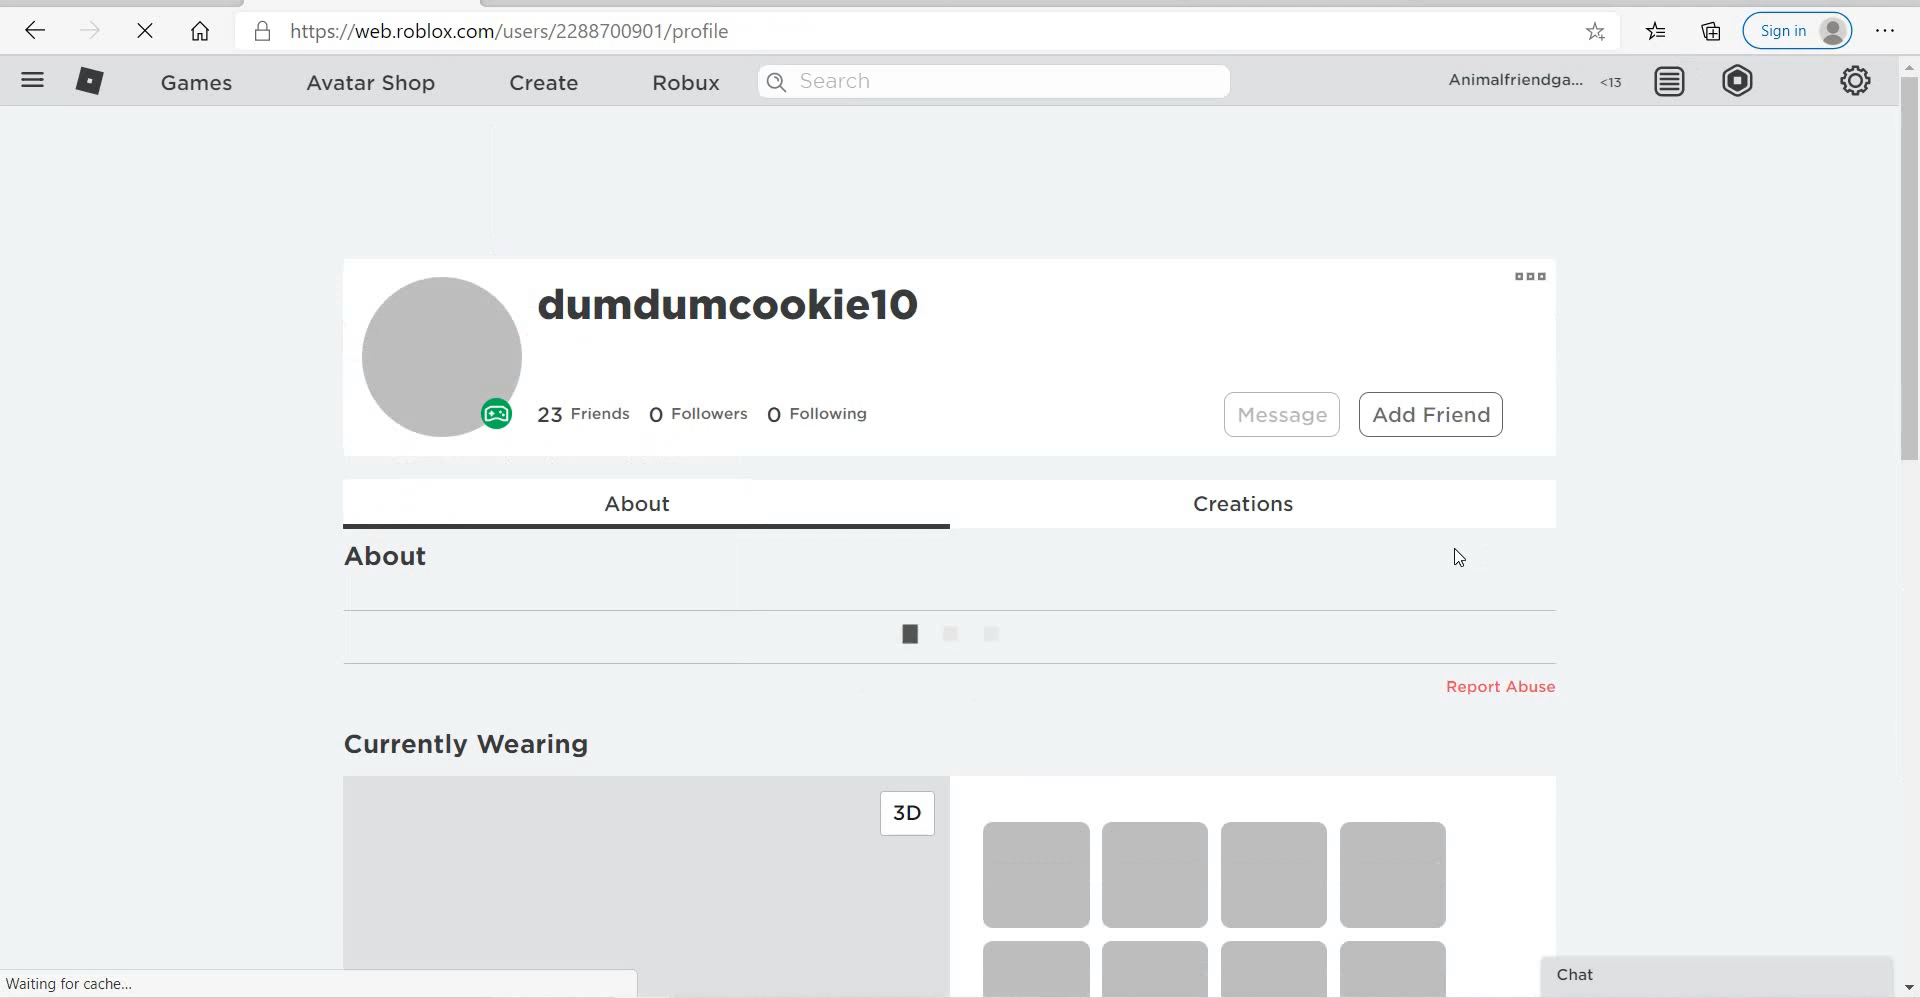 https://web.roblox.com/users/2288700901/profile
Sign in
Games
Avatar Shop
Create
Robux
Search
Animalfriendga...
<13
dumdumcookie10
23 Friends
0 Followers
0 Following
Message
Add Friend
About
Creations
About
Report Abuse
Currently Wearing
3D
Waiting for cache...
Chat